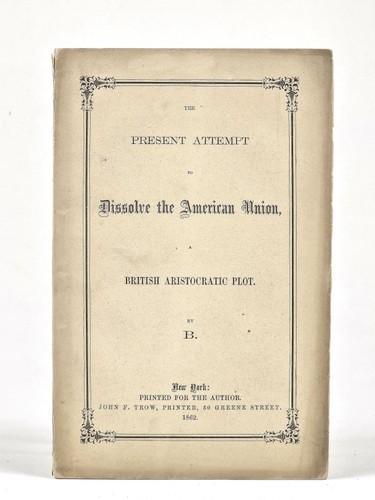 THE
PRESENT ATTEMPT
TO
Dissolve the American Union,
A
BRITISH ARISTOCRATIC PLOT.
BY
B.
New York:
PRINTED FOR THE AUTHOR.
JOHN F. TROW, PRINTER, 50 GREENE STREET.
1862.